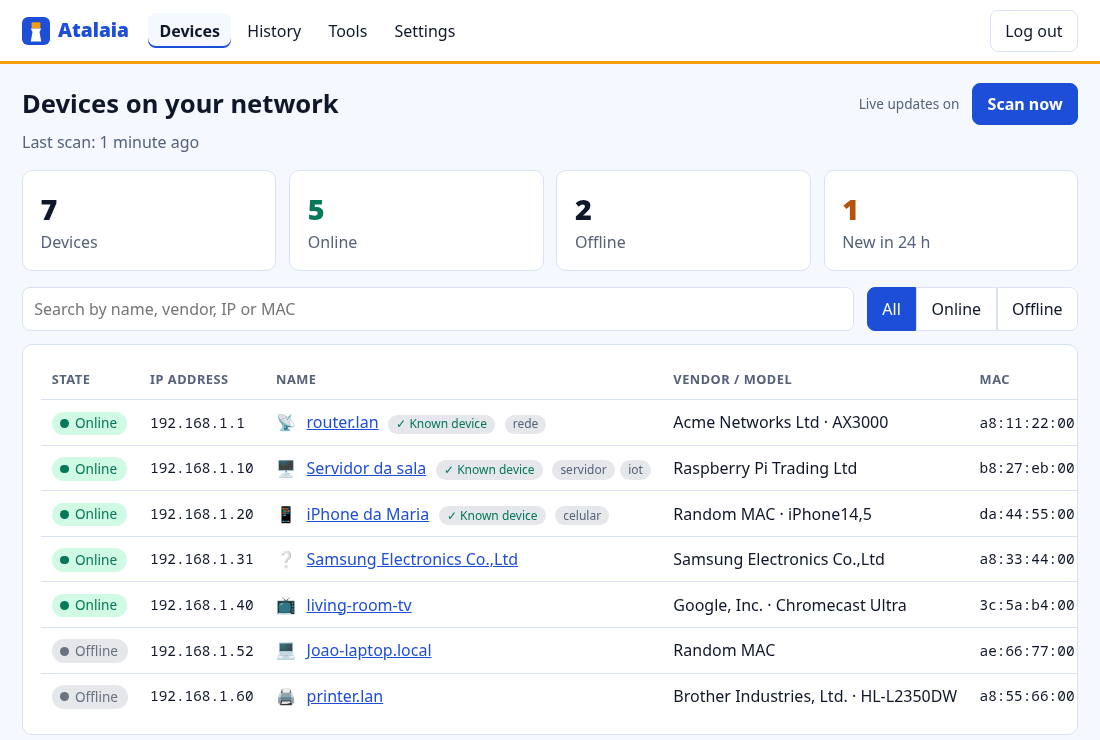 Atalaia Devices History Tools Settings Log out
Devices on your network Live updates on Scan now
Last scan: 1 minute ago
7 5 2 1
Devices Online Offline New in 24 h
Search by name, vendor, IP or MAC All Online Offline
STATE IP ADDRESS NAME VENDOR / MODEL MAC
Online 192.168.1.1 router.lan ✓ Known device rede Acme Networks Ltd · AX3000 a8:11:22:00
Online 192.168.1.10 Servidor da sala ✓ Known device servidor iot Raspberry Pi Trading Ltd b8:27:eb:00
Online 192.168.1.20 iPhone da Maria ✓ Known device celular Random MAC · iPhone14,5 da:44:55:00
Online 192.168.1.31 Samsung Electronics Co.,Ltd Samsung Electronics Co.,Ltd a8:33:44:00
Online 192.168.1.40 living-room-tv Google, Inc. · Chromecast Ultra 3c:5a:b4:00
Offline 192.168.1.52 Joao-laptop.local Random MAC ae:66:77:00
Offline 192.168.1.60 printer.lan Brother Industries, Ltd. · HL-L2350DW a8:55:66:00